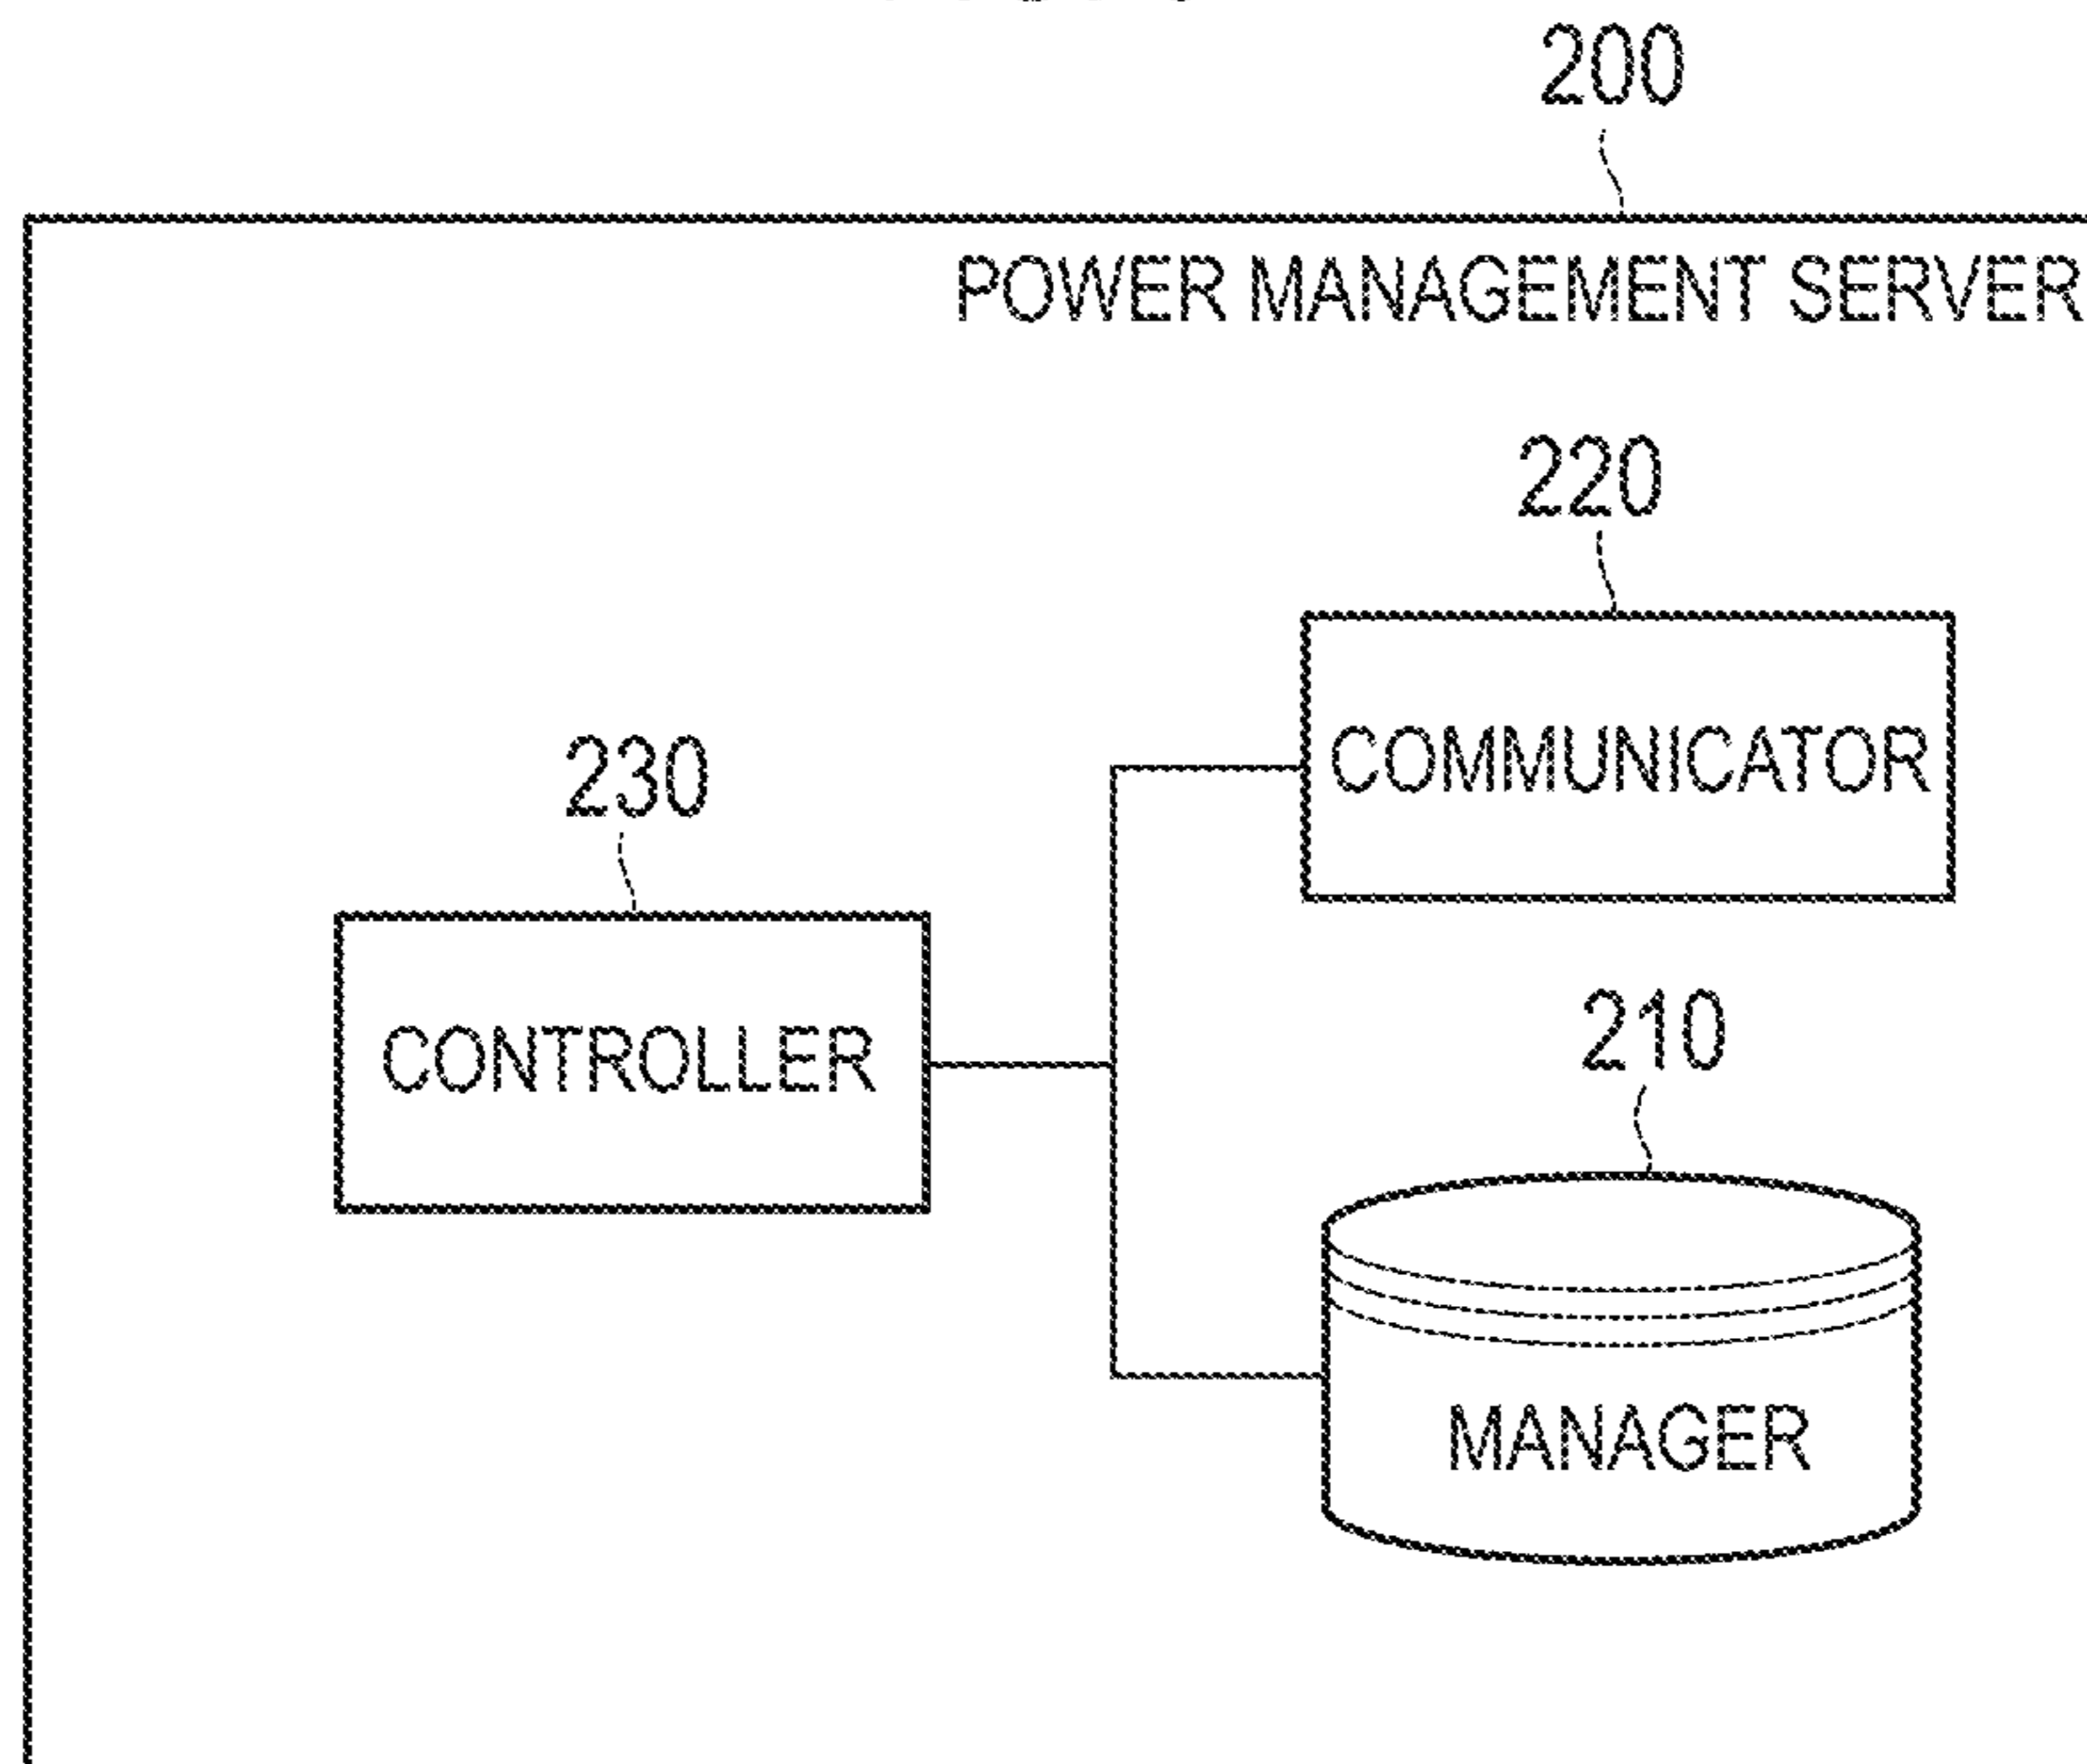 200
POWER MANAGEMENT SERVER
220
COMMUNICATOR
230
CONTROLLER
210
MANAGER